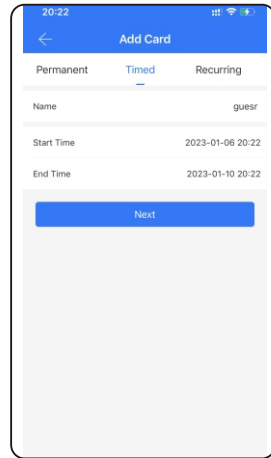 20:22
Add Card
Permanent Timed Recurring
Name guesr
Start Time 2023-01-06 20:22
End Time 2023-01-10 20:22
Next